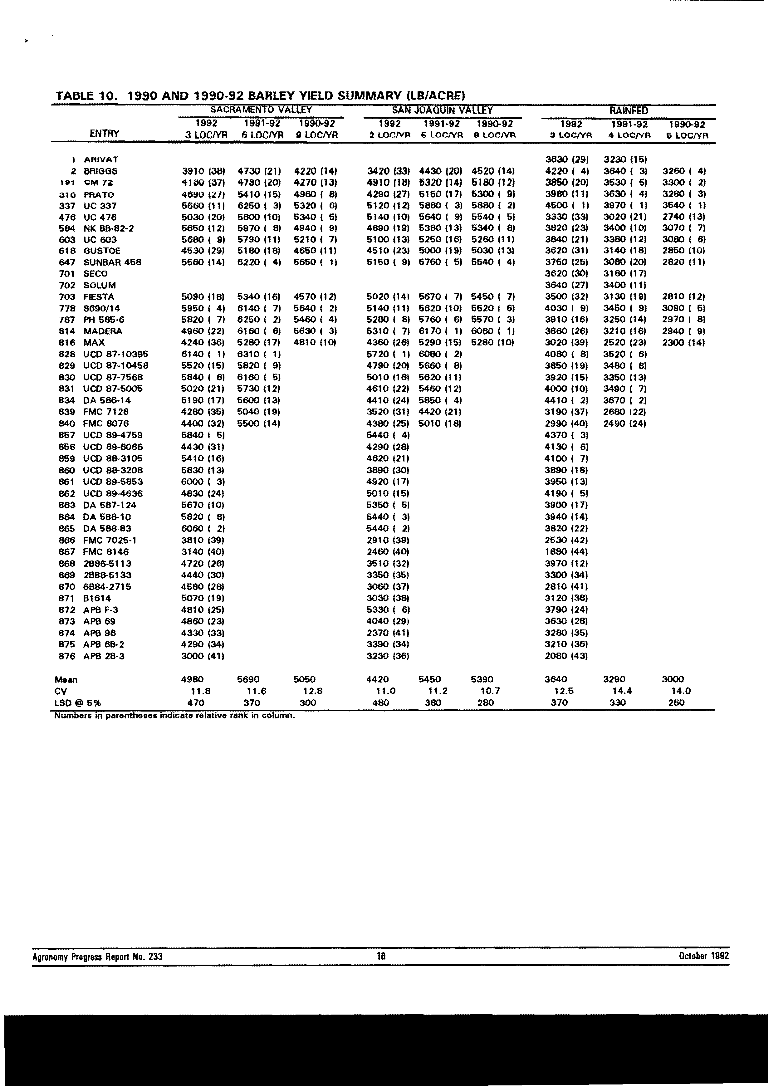 TABLE 10. 1990 AND 1990-92 BARLEY YIELD SUMMARY (LB/ACRE)
SACRAMENTO VALLEY SAN JOAQUIN VALLEY RAINFED
1992 1991-92 1990-92 1992 1991-92 1990-92 1992 1991-92 1990-92
ENTRY 3 LOC/YR 6 LOC/YR 9 LOC/YR 2 LOC/YR 5 LOC/YR 8 LOC/YR 3 LOC/YR 4 LOC/YR 5 LOC/YR
1 ARIVAT 3630 (29) 3230 (15)
2 BRIGGS 3910 (38) 4730 (21) 4220 (14) 3420 (33) 4430 (20) 4520 (14) 4220 ( 4) 3640 ( 3) 3260 ( 4)
191 CM 72 4180 (37) 4790 (20) 4270 (13) 4910 (18) 5320 (14) 5180 (12) 3850 (20) 3530 ( 5) 3300 ( 2)
310 PRATO 4690 (27) 5410 (15) 4960 ( 8) 4290 (27) 5150 (17) 5300 ( 9) 3980 (11) 3630 ( 4) 3280 ( 3)
337 UC 337 5660 (11) 6250 ( 3) 5320 ( 6) 5120 (12) 5880 ( 3) 5880 ( 2) 4500 ( 1) 3970 ( 1) 3540 ( 1)
476 UC 476 5030 (20) 5800 (10) 5340 ( 5) 5140 (10) 5640 ( 9) 5540 ( 5) 3330 (33) 3020 (21) 2740 (13)
584 NK 88-82-2 5650 (12) 5970 ( 8) 4940 ( 9) 4890 (19) 5380 (13) 5340 ( 8) 3820 (23) 3400 (10) 3070 ( 7)
603 UC 603 5680 ( 9) 5790 (11) 5210 ( 7) 5100 (13) 5250 (16) 5260 (11) 3840 (21) 3380 (12) 3080 ( 6)
618 GUSTOE 4530 (29) 5180 (18) 4650 (11) 4510 (23) 5000 (19) 5030 (13) 3620 (31) 3140 (18) 2850 (10)
647 SUNBAR 456 5560 (14) 6220 ( 4) 5650 ( 1) 5150 ( 9) 5760 ( 5) 5540 ( 4) 3750 (25) 3080 (20) 2820 (11)
701 SECO 3620 (30) 3160 (17)
702 SOLUM 3640 (27) 3400 (11)
703 FIESTA 5090 (18) 5340 (16) 4570 (12) 5020 (14) 5670 ( 7) 5450 ( 7) 3500 (32) 3130 (19) 2810 (12)
778 8690/14 5950 ( 4) 6140 ( 7) 5640 ( 2) 5140 (11) 5620 (10) 5520 ( 6) 4030 ( 9) 3450 ( 9) 3090 ( 5)
787 PH 585-6 5820 ( 7) 6250 ( 2) 5460 ( 4) 5280 ( 8) 5760 ( 6) 5570 ( 3) 3910 (16) 3250 (14) 2970 ( 8)
814 MADERA 4960 (22) 6150 ( 6) 5630 ( 3) 5310 ( 7) 6170 ( 1) 6080 ( 1) 3660 (26) 3210 (16) 2940 ( 9)
816 MAX 4240 (36) 5280 (17) 4810 (10) 4360 (26) 5290 (15) 5280 (10) 3020 (39) 2520 (23) 2300 (14)
828 UCD 87-10395 6140 ( 1) 6310 ( 1) 5720 ( 1) 6080 ( 2) 4080 ( 8) 3520 ( 6)
829 UCD 87-10458 5520 (15) 5820 ( 9) 4790 (20) 5660 ( 8) 3850 (19) 3480 ( 8)
830 UCD 87-7568 5840 ( 6) 6160 ( 5) 5010 (16) 5620 (11) 3920 (15) 3350 (13)
831 UCD 87-5005 5020 (21) 5730 (12) 4610 (22) 5460 (12) 4000 (10) 3490 ( 7)
834 DA 586-14 5190 (17) 5600 (13) 4410 (24) 5850 ( 4) 4410 ( 2) 3670 ( 2)
839 FMC 7128 4280 (35) 5040 (19) 3520 (31) 4420 (21) 3190 (37) 2680 (22)
840 FMC 6076 4400 (32) 5500 (14) 4380 (25) 5010 (18) 2990 (40) 2490 (24)
857 UCD 89-4759 5840 ( 5) 5440 ( 4) 4370 ( 3)
858 UCD 89-6065 4430 (31) 4290 (28) 4130 ( 6)
859 UCD 88-3105 5410 (16) 4620 (21) 4100 ( 7)
860 UCD 88-3208 5630 (13) 3890 (30) 3890 (18)
861 UCD 89-5853 6000 ( 3) 4920 (17) 3950 (13)
862 UCD 89-4636 4830 (24) 5010 (15) 4190 ( 5)
863 DA 587-124 5670 (10) 5350 ( 5) 3900 (17)
864 DA 588-10 5820 ( 8) 5440 ( 3) 3940 (14)
865 DA 588-83 6060 ( 2) 5440 ( 2) 3820 (22)
866 FMC 7025-1 3810 (39) 2910 (39) 2530 (42)
867 FMC 6146 3140 (40) 2460 (40) 1880 (44)
868 2886-5113 4720 (26) 3510 (32) 3970 (12)
869 2888-5133 4440 (30) 3350 (35) 3300 (34)
870 6884-2715 4580 (28) 3060 (37) 2810 (41)
871 B1614 5070 (19) 3030 (38) 3120 (38)
872 APB F-3 4810 (25) 5330 ( 6) 3790 (24)
873 APB 69 4860 (23) 4040 (29) 3630 (28)
874 APB 98 4330 (33) 2370 (41) 3280 (35)
875 APB 68-2 4290 (34) 3390 (34) 3210 (36)
876 APB 28-3 3000 (41) 3230 (36) 2080 (43)
Mean 4980 5690 5050 4420 5450 5390 3640 3290 3000
CV 11.8 11.6 12.8 11.0 11.2 10.7 12.5 14.4 14.0
LSD @ 5% 470 370 300 480 360 280 370 330 260
Numbers in parentheses indicate relative rank in column.
Agronomy Progress Report No. 233 18 October 1992